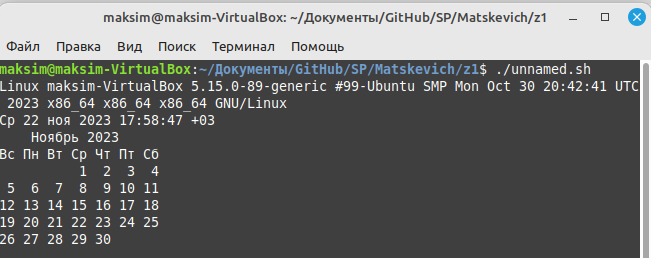 maksim@maksim-VirtualBox: ~/Документы/GitHub/SP/Matskevich/z1
Файл Правка Вид Поиск Терминал Помощь
maksim@maksim-VirtualBox:~/Документы/GitHub/SP/Matskevich/z1$ ./unnamed.sh
Linux maksim-VirtualBox 5.15.0-89-generic #99-Ubuntu SMP Mon Oct 30 20:42:41 UTC
 2023 x86_64 x86_64 x86_64 GNU/Linux
Ср 22 ноя 2023 17:58:47 +03
    Ноябрь 2023
Вс Пн Вт Ср Чт Пт Сб
          1  2  3  4
 5  6  7  8  9 10 11
12 13 14 15 16 17 18
19 20 21 22 23 24 25
26 27 28 29 30